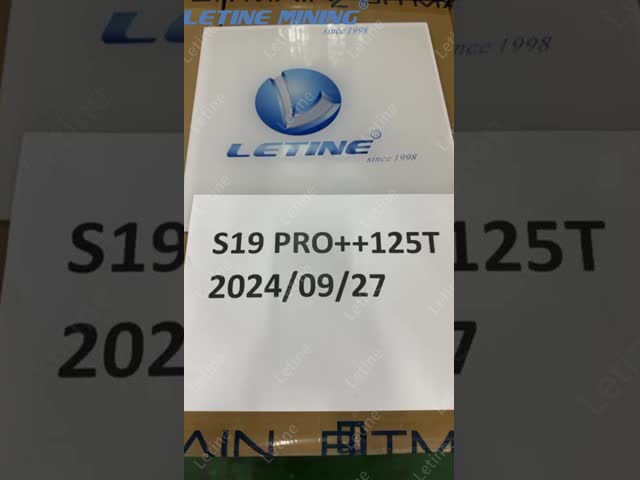 LETINE MINING®
since 1998
LETINE®
since 1998
S19 PRO++125T
2024/09/27